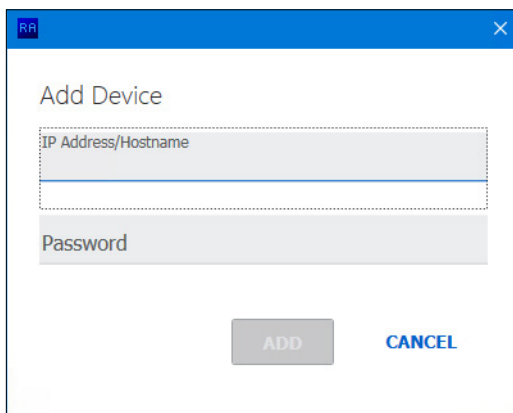 RA
Add Device
IP Address/Hostname
Password
ADD
CANCEL